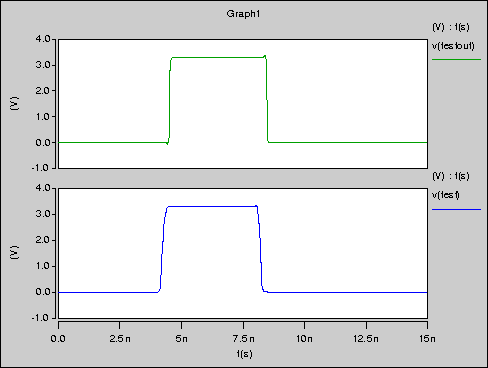 Graph1
(V) : t(s)
v(testout)
4.0
3.0
2.0
1.0
0.0
-1.0
(V)
(V) : t(s)
v(test)
4.0
3.0
2.0
1.0
0.0
-1.0
(V)
0.0 2.5n 5n 7.5n 10n 12.5n 15n
t(s)